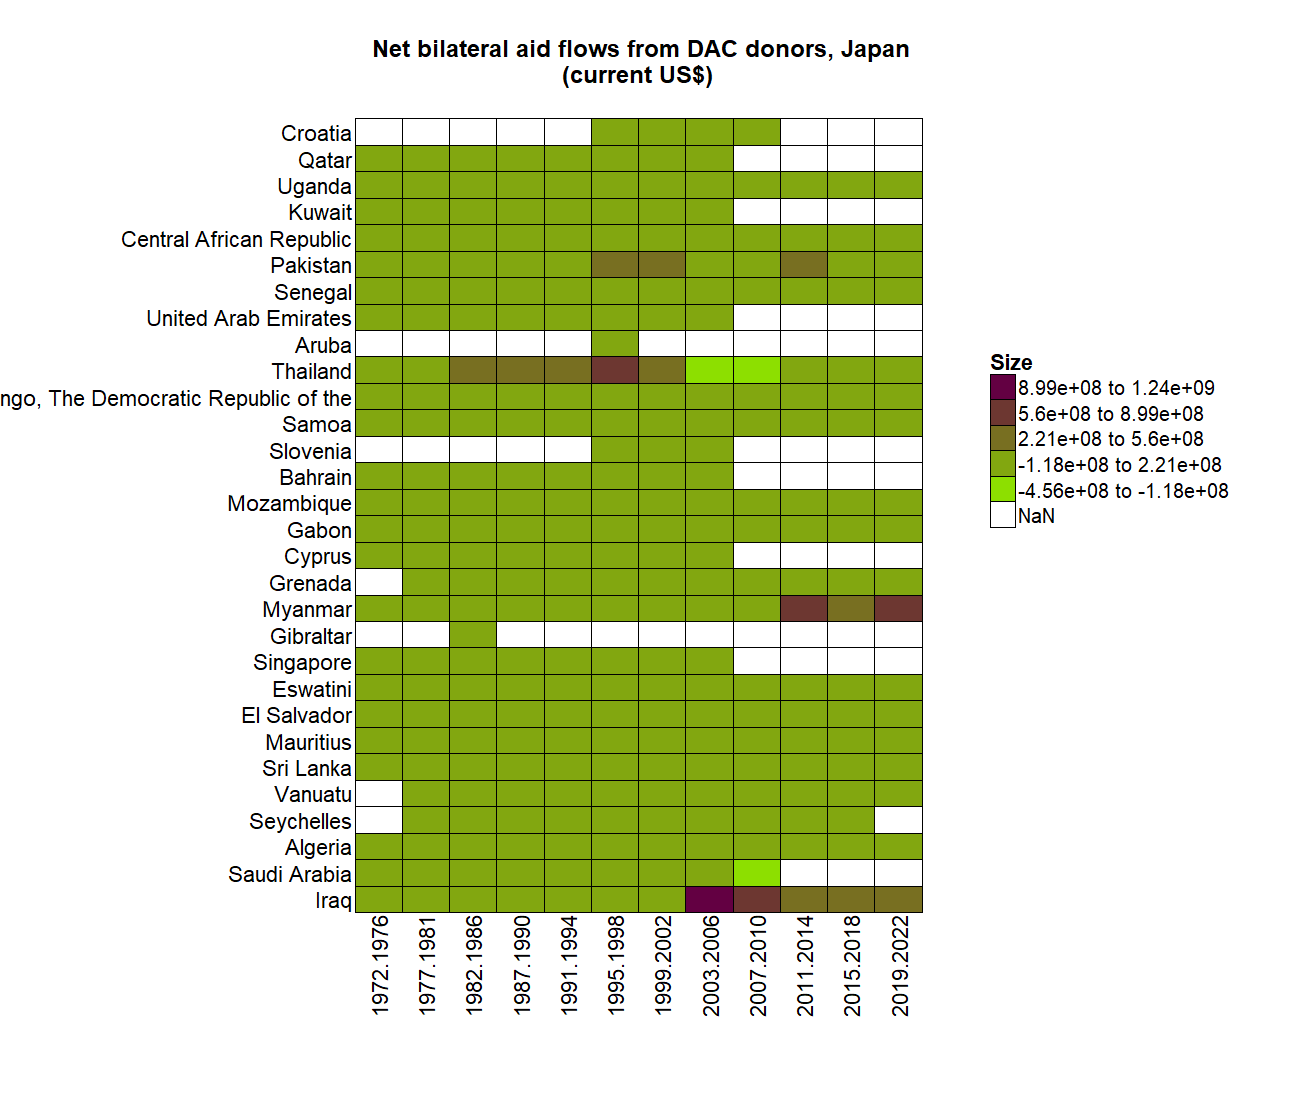 Net bilateral aid flows from DAC donors, Japan
(current US$)
Croatia
Qatar
Uganda
Kuwait
Central African Republic
Pakistan
Senegal
United Arab Emirates
Aruba
Thailand
ngo, The Democratic Republic of the
Samoa
Slovenia
Bahrain
Mozambique
Gabon
Cyprus
Grenada
Myanmar
Gibraltar
Singapore
Eswatini
El Salvador
Mauritius
Sri Lanka
Vanuatu
Seychelles
Algeria
Saudi Arabia
Iraq
1972.1976
1977.1981
1982.1986
1987.1990
1991.1994
1995.1998
1999.2002
2003.2006
2007.2010
2011.2014
2015.2018
2019.2022
Size
8.99e+08 to 1.24e+09
5.6e+08 to 8.99e+08
2.21e+08 to 5.6e+08
-1.18e+08 to 2.21e+08
-4.56e+08 to -1.18e+08
NaN